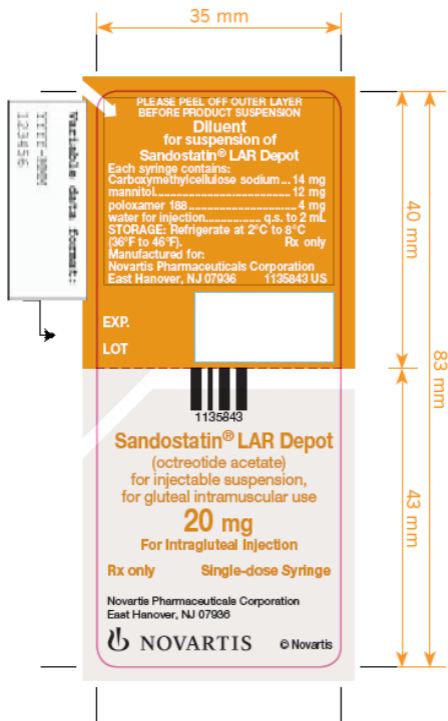 35 mm
PLEASE PEEL OFF OUTER LAYER
BEFORE PRODUCT SUSPENSION
Diluent
for suspension of
Sandostatin® LAR Depot
Each syringe contains:
Carboxymethylcellulose sodium... 14 mg
mannitol................................................ 12 mg
poloxamer 188...................................... 4 mg
water for injection................. q.s. to 2 mL
STORAGE: Refrigerate at 2°C to 8°C
(36°F to 46°F). Rx only
Manufactured for:
Novartis Pharmaceuticals Corporation
East Hanover, NJ 07936 1135843 US
EXP.
LOT
Variable data format:
YYYY-MMM
123456
40 mm
83 mm
43 mm
1135843
Sandostatin® LAR Depot
(octreotide acetate)
for injectable suspension,
for gluteal intramuscular use
20 mg
For Intragluteal Injection
Rx only Single-dose Syringe
Novartis Pharmaceuticals Corporation
East Hanover, NJ 07936
NOVARTIS © Novartis